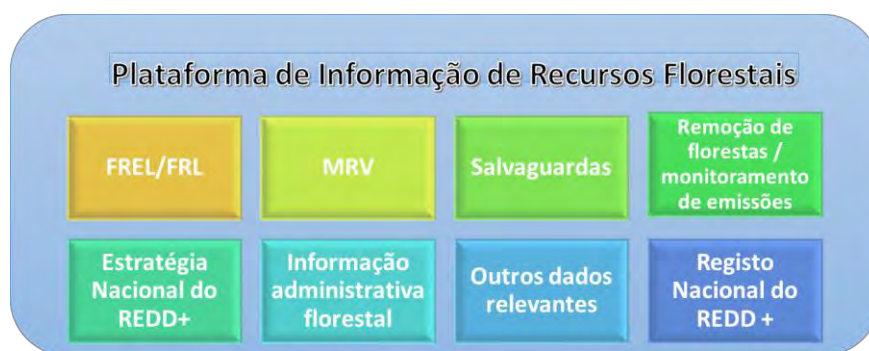 Plataforma de Informação de Recursos Florestais
FREL/FRL
MRV
Salvaguardas
Remoção de
florestas /
monitoramento
de emissões
Estratégia
Nacional do
REDD+
Informação
administrativa
florestal
Outros dados
relevantes
Registo
Nacional do
REDD +